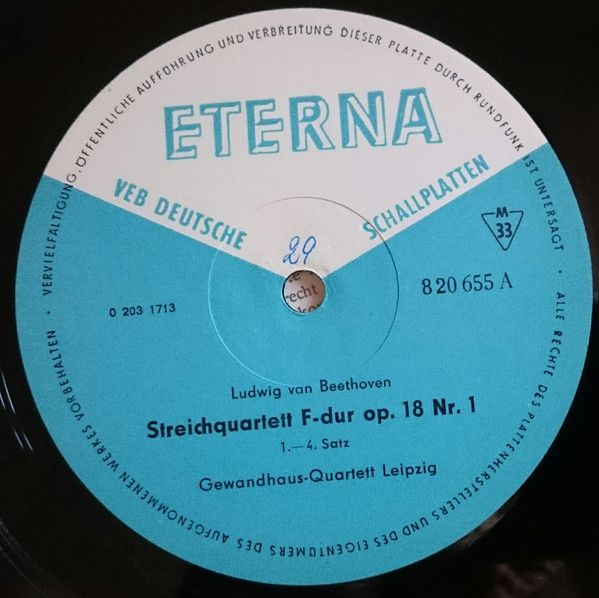 VERVIELFÄLTIGUNG, ÖFFENTLICHE AUFFÜHRUNG UND VERBREITUNG DIESER PLATTE DURCH RUNDFUNK IST UNTERSAGT · ALLE RECHTE DES PLATTENHERSTELLERS UND DES EIGENTÜMERS DES AUFGENOMMENEN WERKES VORBEHALTEN ·
ETERNA
VEB DEUTSCHE SCHALLPLATTEN
M
33
29
recht
0 203 1713
8 20 655 A
Ludwig van Beethoven
Streichquartett F-dur op. 18 Nr. 1
1.—4. Satz
Gewandhaus-Quartett Leipzig